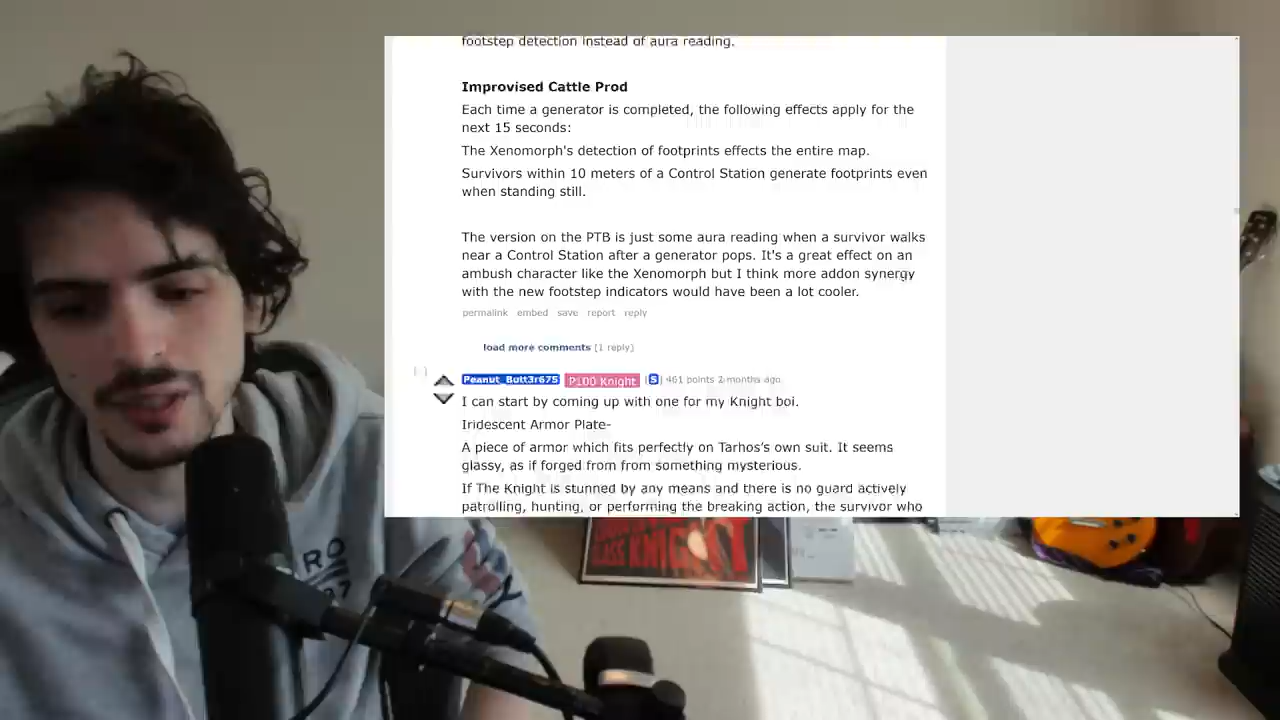 footstep detection instead of aura reading.
Improvised Cattle Prod
Each time a generator is completed, the following effects apply for the
next 15 seconds:
The Xenomorph's detection of footprints effects the entire map.
Survivors within 10 meters of a Control Station generate footprints even
when standing still.
The version on the PTB is just some aura reading when a survivor walks
near a Control Station after a generator pops. It's a great effect on an
ambush character like the Xenomorph but I think more addon synergy
with the new footstep indicators would have been a lot cooler.
permalink embed save report reply
load more comments (1 reply)
Peanut_Butt3r675 P100 Knight [S] 461 points 2 months ago
I can start by coming up with one for my Knight boi.
Iridescent Armor Plate-
A piece of armor which fits perfectly on Tarhos's own suit. It seems
glassy, as if forged from from something mysterious.
If The Knight is stunned by any means and there is no guard actively
patrolling, hunting, or performing the breaking action, the survivor who
GLASS KNIGHT
RO
97